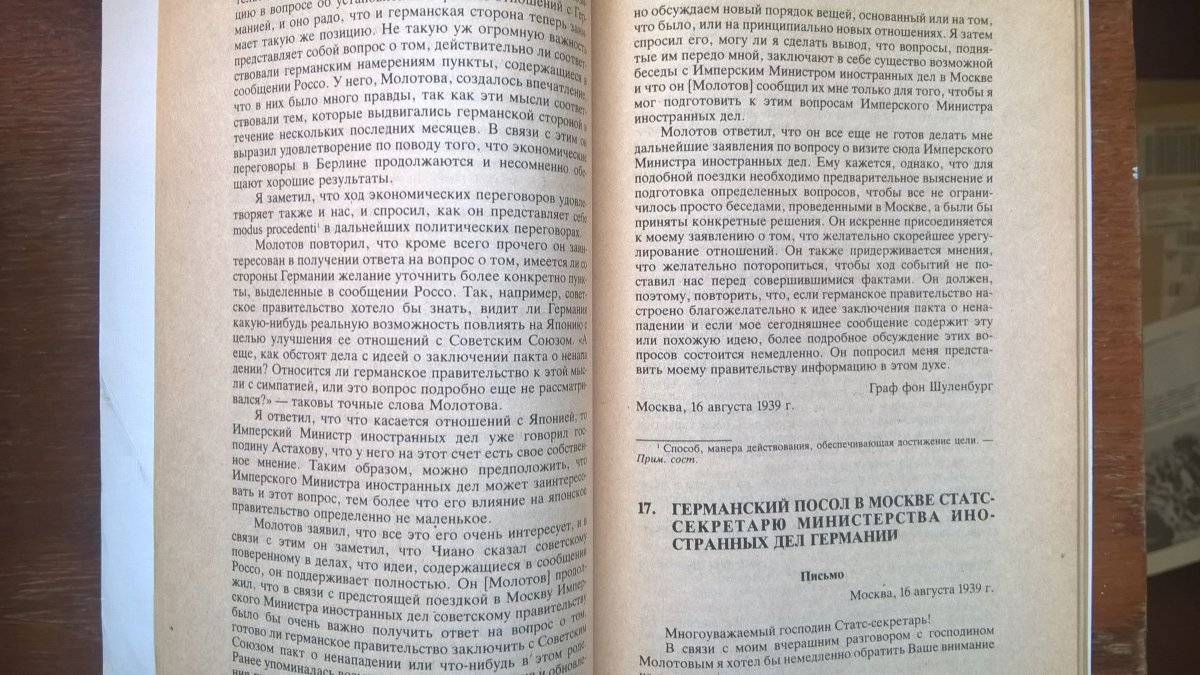 цию в вопросе об
манией, и оно радо, что и германская сторона теперь
мает такую же позицию. Не такую уж огромную важность
представляет собой вопрос о том, действительно ли соответ-
ствовали германским намерениям пункты, содержащиеся в
сообщении Россо. У него, Молотова, создалось впечатление,
что в них было много правды, так как эти мысли соответ-
ствовали тем, которые выдвигались германской стороной в
течение нескольких последних месяцев. В связи с этим он
выразил удовлетворение по поводу того, что экономические
переговоры в Берлине продолжаются и несомненно обе-
щают хорошие результаты.
Я заметил, что ход экономических переговоров удовле-
творяет также и нас, и спросил, как он представляет себе
modus procedenti¹ в дальнейших политических переговорах.
Молотов повторил, что кроме всего прочего он заин-
тересован в получении ответа на вопрос о том, имеется ли со
стороны Германии желание уточнить более конкретно пунк-
ты, выделенные в сообщении Россо. Так, например, совет-
ское правительство хотело бы знать, видит ли Германия
какую-нибудь реальную возможность повлиять на Японию с
целью улучшения ее отношений с Советским Союзом. «А
еще, как обстоят дела с идеей о заключении пакта о ненапа-
дении? Относится ли германское правительство к этой мыс-
ли с симпатией, или это вопрос подробно еще не рассматри-
вался?» — таковы точные слова Молотова.
Я ответил, что что касается отношений с Японией, то
Имперский Министр иностранных дел уже говорил гос-
подину Астахову, что у него на этот счет есть свое собствен-
ное мнение. Таким образом, можно предположить, что
Имперского Министра иностранных дел может заинтересо-
вать и этот вопрос, тем более что его влияние на японское
правительство определенно не маленькое.
Молотов заявил, что все это его очень интересует, и в
связи с этим он заметил, что Чиано сказал советскому
поверенному в делах, что идеи, содержащиеся в сообщении
Россо, он поддерживает полностью. Он [Молотов] продол-
жил, что в связи с предстоящей поездкой в Москву Импер-
ского Министра иностранных дел советскому правительству
было бы очень важно получить ответ на вопрос о том,
готово ли германское правительство заключить с Советским
Союзом пакт о ненападении или что-нибудь в этом роде.
Ранее упоминалась
но обсуждаем новый порядок вещей, основанный или на том,
что было, или на принципиально новых отношениях. Я затем
спросил его, могу ли я сделать вывод, что вопросы, подня-
тые им передо мной, заключают в себе существо возможной
беседы с Имперским Министром иностранных дел в Москве
и что он [Молотов] сообщил их мне только для того, чтобы я
мог подготовить к этим вопросам Имперского Министра
иностранных дел.
Молотов ответил, что он все еще не готов делать мне
дальнейшие заявления по вопросу о визите сюда Имперского
Министра иностранных дел. Ему кажется, однако, что для
подобной поездки необходимо предварительное выяснение и
подготовка определенных вопросов, чтобы все не ограни-
чилось просто беседами, проведенными в Москве, а были бы
приняты конкретные решения. Он искренне присоединяется
к моему заявлению о том, что желательно скорейшее урегу-
лирование отношений. Он также придерживается мнения,
что желательно поторопиться, чтобы ход событий не по-
ставил нас перед совершившимися фактами. Он должен,
поэтому, повторить, что, если германское правительство на-
строено благожелательно к идее заключения пакта о нена-
падении и если мое сегодняшнее сообщение содержит эту
или похожую идею, более подробное обсуждение этих во-
просов состоится немедленно. Он попросил меня предста-
вить моему правительству информацию в этом духе.
Граф фон Шуленбург
Москва, 16 августа 1939 г.
¹ Способ, манера действования, обеспечивающая достижение цели. —
Прим. сост.
17. ГЕРМАНСКИЙ ПОСОЛ В МОСКВЕ СТАТС-
СЕКРЕТАРЮ МИНИСТЕРСТВА ИНО-
СТРАННЫХ ДЕЛ ГЕРМАНИИ
Письмо
Москва, 16 августа 1939 г.
Многоуважаемый господин Статс-секретарь!
В связи с моим вчерашним разговором с господином
Молотовым я хотел бы немедленно обратить Ваше внимание